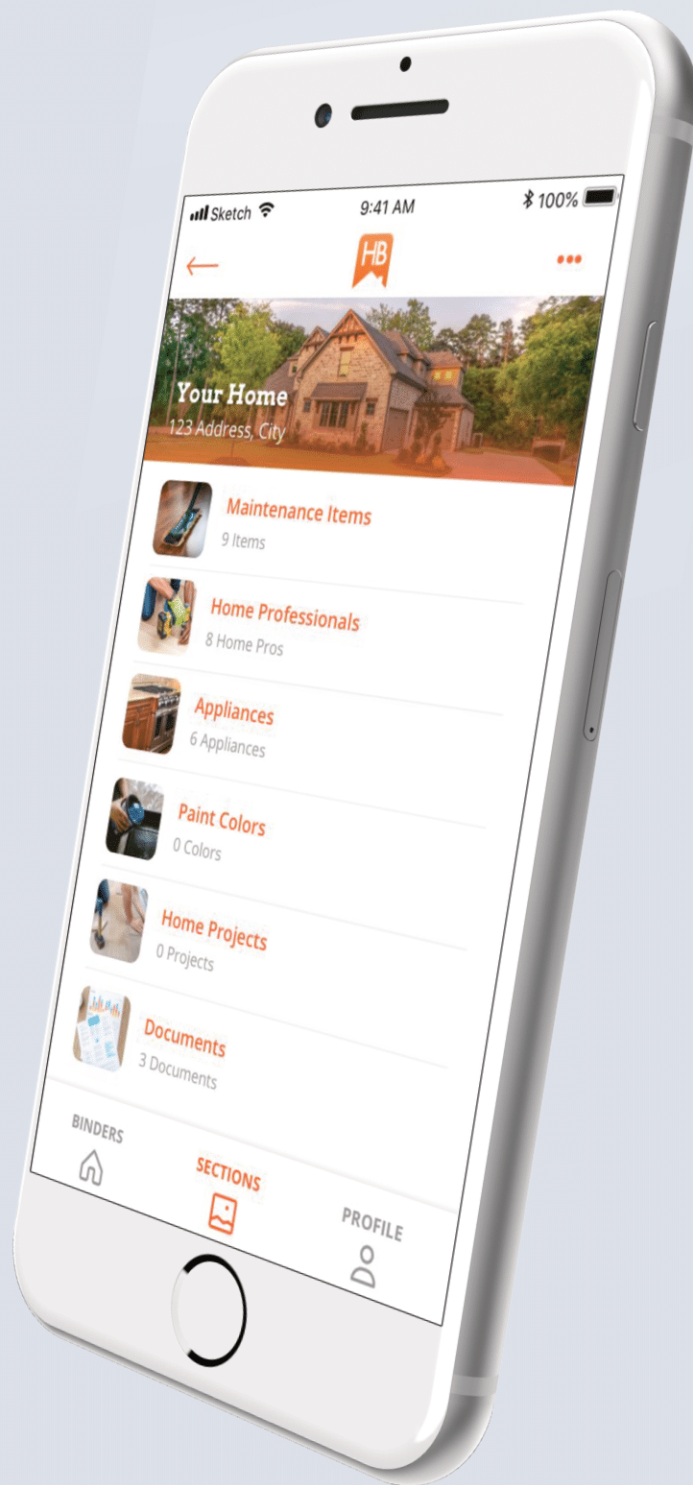 Sketch 9:41 AM 100%
HB
Your Home
123 Address, City
Maintenance Items
9 Items
Home Professionals
8 Home Pros
Appliances
6 Appliances
Paint Colors
0 Colors
Home Projects
0 Projects
Documents
3 Documents
BINDERS
SECTIONS
PROFILE